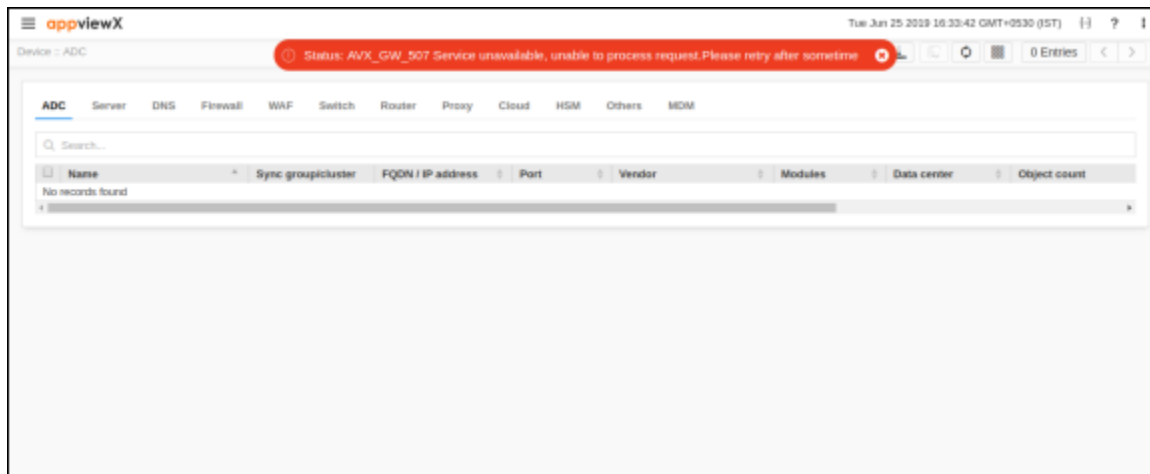 appviewX
Tue Jun 25 2019 16:33:42 GMT+0530 (IST) ?
Device :: ADC
Status: AVX_GW_507 Service unavailable, unable to process request.Please retry after sometime
0 Entries
ADC Server DNS Firewall WAF Switch Router Proxy Cloud HSM Others MDM
Search...
Name Sync group/cluster FQDN / IP address Port Vendor Modules Data center Object count
No records found